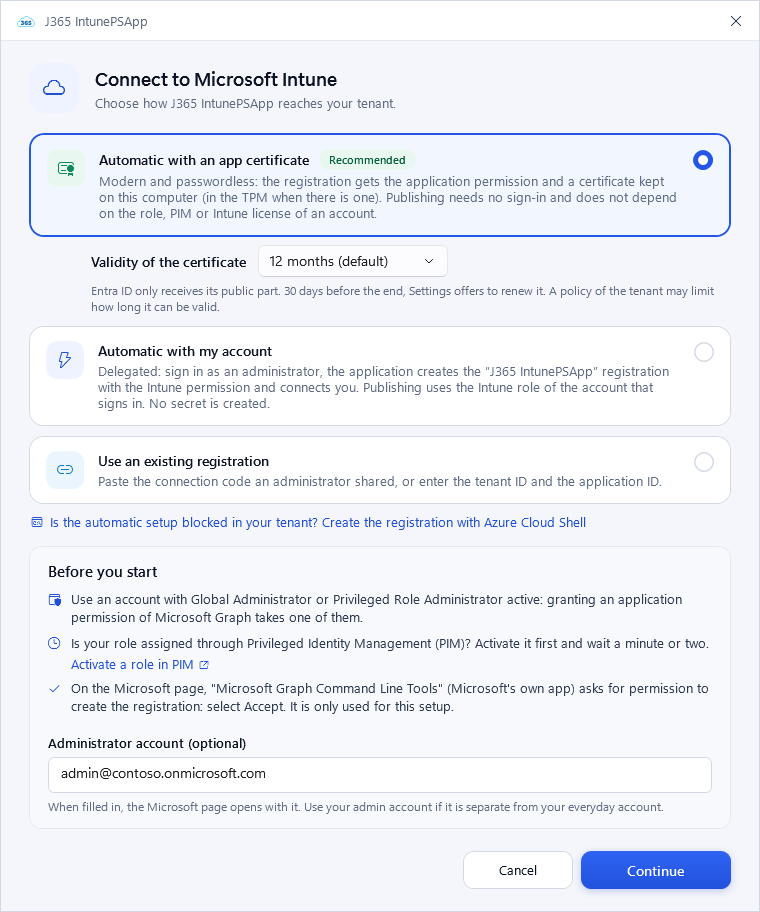 365 J365 IntunePSApp
Connect to Microsoft Intune
Choose how J365 IntunePSApp reaches your tenant.
Automatic with an app certificate Recommended
Modern and passwordless: the registration gets the application permission and a certificate kept
on this computer (in the TPM when there is one). Publishing needs no sign-in and does not depend
on the role, PIM or Intune license of an account.
Validity of the certificate 12 months (default)
Entra ID only receives its public part. 30 days before the end, Settings offers to renew it. A policy of the tenant may limit
how long it can be valid.
Automatic with my account
Delegated: sign in as an administrator, the application creates the "J365 IntunePSApp" registration
with the Intune permission and connects you. Publishing uses the Intune role of the account that
signs in. No secret is created.
Use an existing registration
Paste the connection code an administrator shared, or enter the tenant ID and the application ID.
Is the automatic setup blocked in your tenant? Create the registration with Azure Cloud Shell
Before you start
Use an account with Global Administrator or Privileged Role Administrator active: granting an application
permission of Microsoft Graph takes one of them.
Is your role assigned through Privileged Identity Management (PIM)? Activate it first and wait a minute or two.
Activate a role in PIM
On the Microsoft page, "Microsoft Graph Command Line Tools" (Microsoft's own app) asks for permission to
create the registration: select Accept. It is only used for this setup.
Administrator account (optional)
admin@contoso.onmicrosoft.com
When filled in, the Microsoft page opens with it. Use your admin account if it is separate from your everyday account.
Cancel Continue